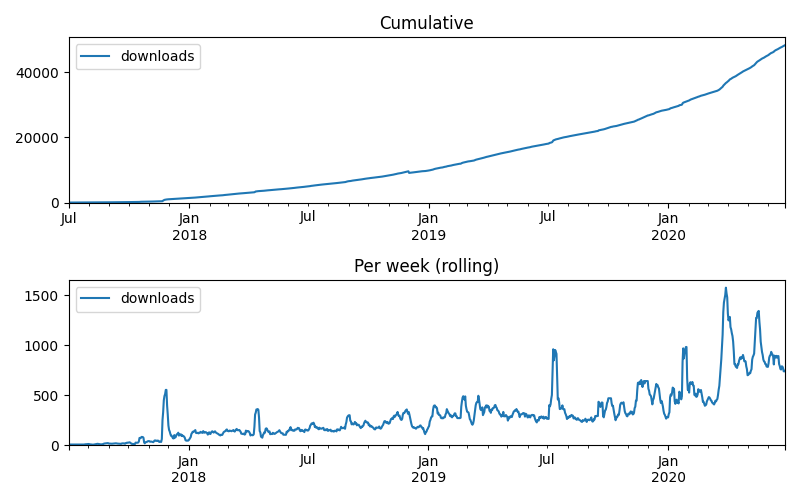 Cumulative
downloads
40000
20000
0
Jul Jan Jul Jan Jul Jan
2018 2019 2020
Per week (rolling)
downloads
1500
1000
500
0
Jan Jul Jan Jul Jan
2018 2019 2020